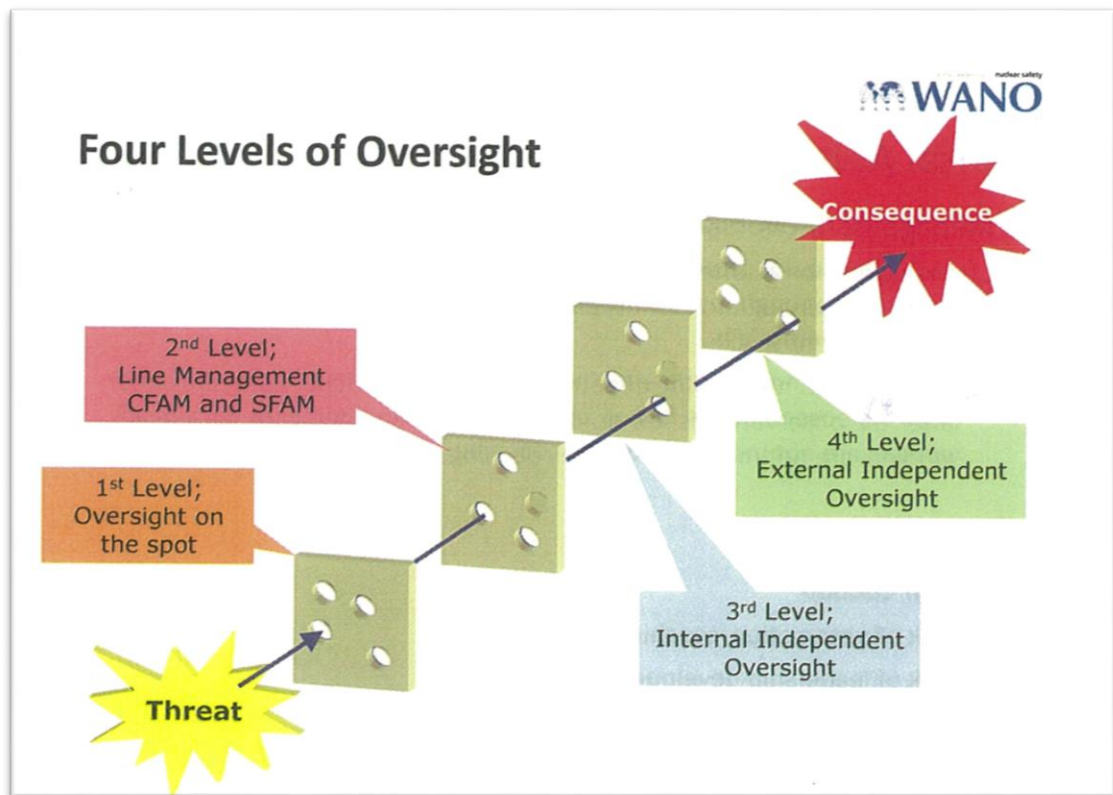 nuclear safety
WANO
Four Levels of Oversight
Consequence
2nd Level;
Line Management
CFAM and SFAM
1st Level;
Oversight on
the spot
4th Level;
External Independent
Oversight
3rd Level;
Internal Independent
Oversight
Threat